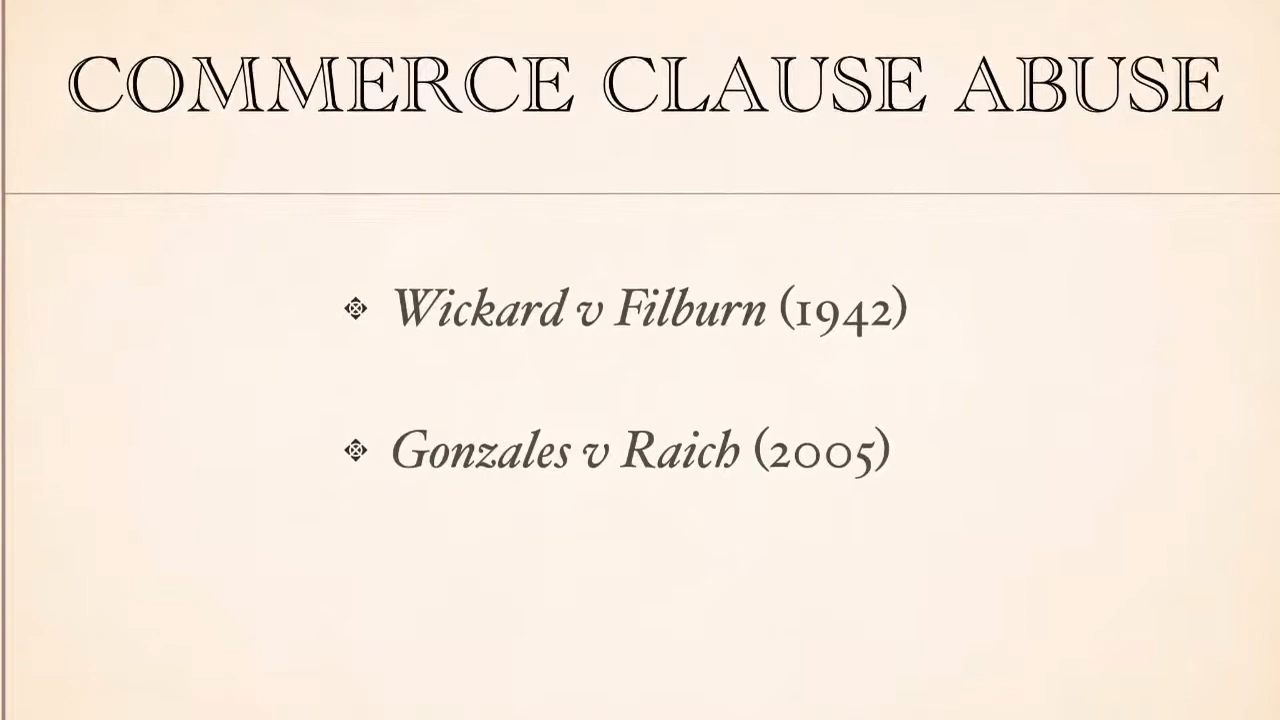 COMMERCE CLAUSE ABUSE
Wickard v Filburn (1942)
Gonzales v Raich (2005)